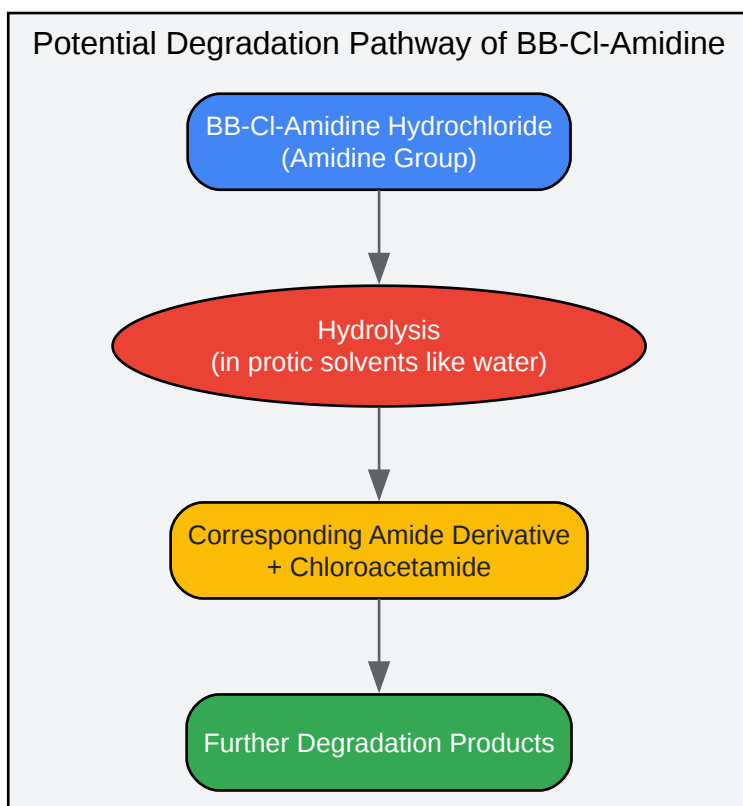 Potential Degradation Pathway of BB-Cl-Amidine
BB-Cl-Amidine Hydrochloride
(Amidine Group)
Hydrolysis
(in protic solvents like water)
Corresponding Amide Derivative
+ Chloroacetamide
Further Degradation Products